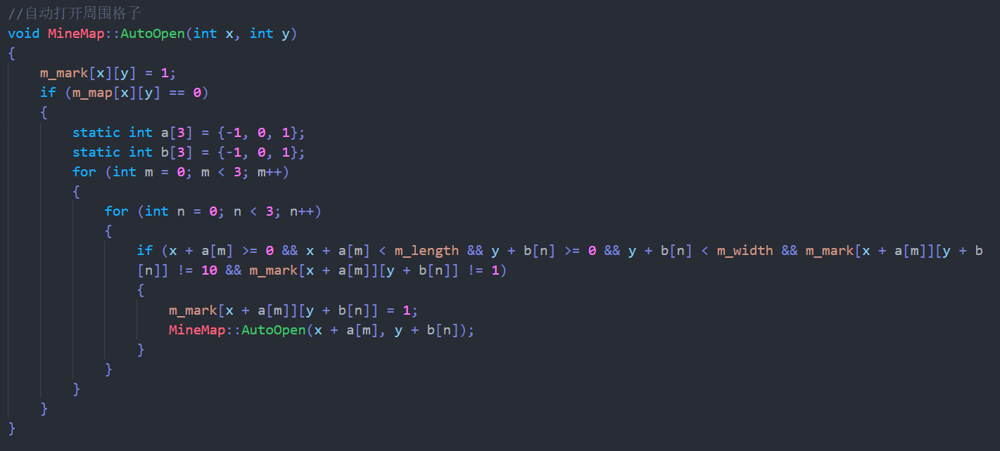 //自动打开周围格子
void MineMap::AutoOpen(int x, int y)
{
    m_mark[x][y] = 1;
    if (m_map[x][y] == 0)
    {
        static int a[3] = {-1, 0, 1};
        static int b[3] = {-1, 0, 1};
        for (int m = 0; m < 3; m++)
        {
            for (int n = 0; n < 3; n++)
            {
                if (x + a[m] >= 0 && x + a[m] < m_length && y + b[n] >= 0 && y + b[n] < m_width && m_mark[x + a[m]][y + b
                [n]] != 10 && m_mark[x + a[m]][y + b[n]] != 1)
                {
                    m_mark[x + a[m]][y + b[n]] = 1;
                    MineMap::AutoOpen(x + a[m], y + b[n]);
                }
            }
        }
    }
}